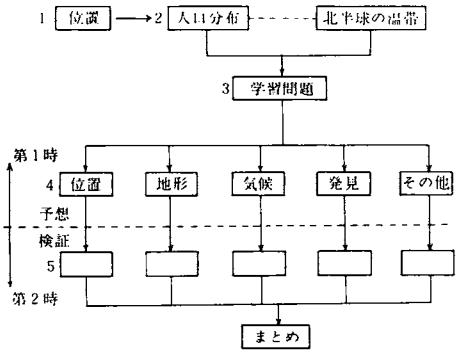 1 位置 2 人口分布 北半球の温帯
3 学習問題
第1時
4 位置 地形 気候 発見 その他
予想
検証
5
第2時
まとめ